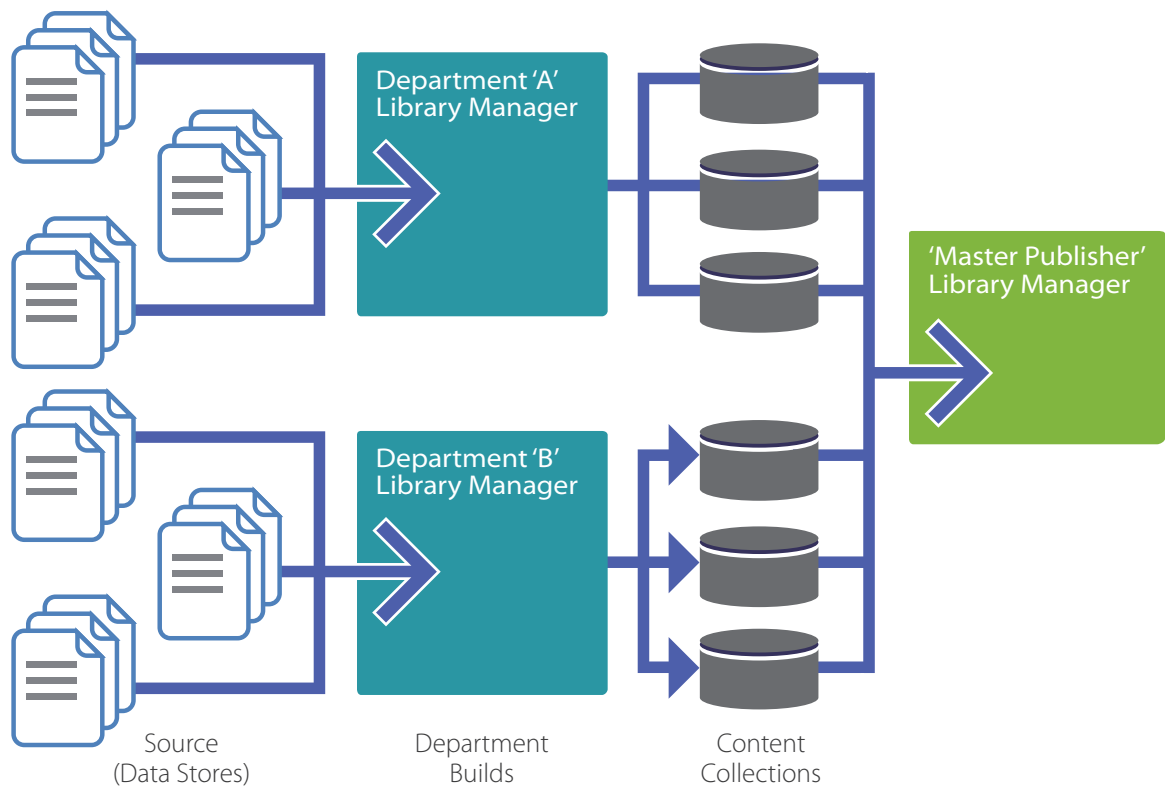 Department ‘A’
Library Manager
‘Master Publisher’
Library Manager
Department ‘B’
Library Manager
Source
(Data Stores)
Department
Builds
Content
Collections